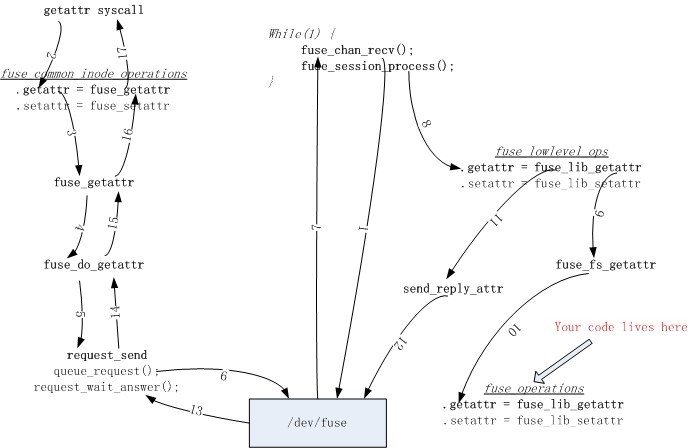 getattr syscall
2
17
fuse common inode operations
.getattr = fuse_getattr
.setattr = fuse_setattr
3
16
fuse_getattr
4
15
fuse_do_getattr
5
14
request_send
queue_request();
request_wait_answer();
6
13
While(1) {
fuse_chan_recv();
fuse_session_process();
}
7
1
8
fuse lowlevel ops
.getattr = fuse_lib_getattr
.setattr = fuse_lib_setattr
11
9
send_reply_attr
fuse_fs_getattr
12
10
Your code lives here
fuse operations
.getattr = fuse_lib_getattr
.setattr = fuse_lib_setattr
/dev/fuse